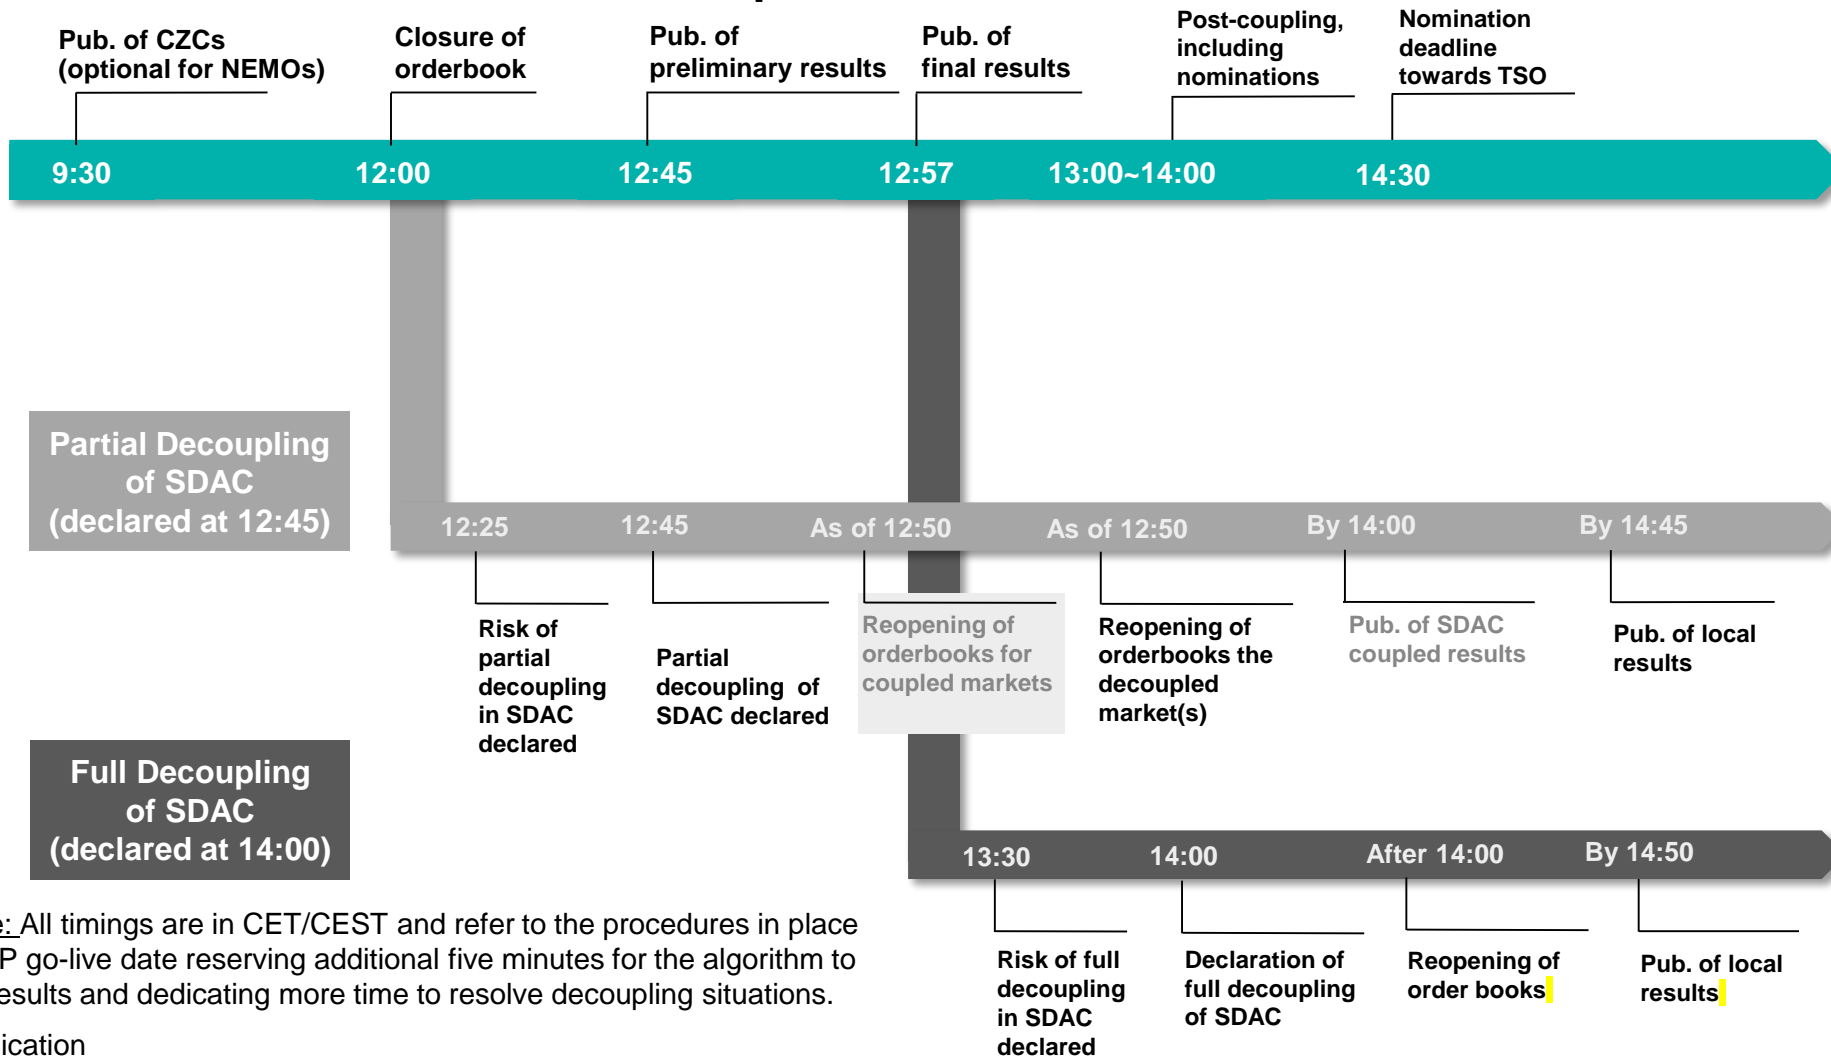 Pub. of CZCs
(optional for NEMOs)
Closure of
orderbook
Pub. of
preliminary results
Pub. of
final results
Post-coupling,
including
nominations
Nomination
deadline
towards TSO
9:30
12:00
12:45
12:57
13:00~14:00
14:30
Partial Decoupling
of SDAC
(declared at 12:45)
12:25
12:45
As of 12:50
As of 12:50
By 14:00
By 14:45
Risk of
partial
decoupling
in SDAC
declared
Partial
decoupling of
SDAC declared
Reopening of
orderbooks for
coupled markets
Reopening of
orderbooks the
decoupled
market(s)
Pub. of SDAC
coupled results
Pub. of local
results
Full Decoupling
of SDAC
(declared at 14:00)
13:30
14:00
After 14:00
By 14:50
Risk of full
decoupling
in SDAC
declared
Declaration of
full decoupling
of SDAC
Reopening of
order books
Pub. of local
results
e: All timings are in CET/CEST and refer to the procedures in place
P go-live date reserving additional five minutes for the algorithm to
esults and dedicating more time to resolve decoupling situations.
ication